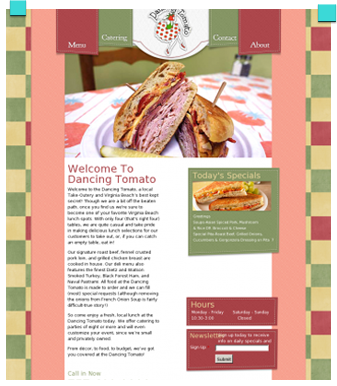 Menu
Catering
Dancing
Tomato
Contact
About
Welcome To
Dancing Tomato
Welcome to the Dancing Tomato, a local
Take Outery and Virginia Beach's best kept
secret! Though we are a bit off the beaten
path, once you find us we're sure to
become one of your favorite Virginia Beach
lunch spots. With only four (that's right four)
tables, we are quite casual and take pride
in making delicious lunch selections for our
customers to take out, or, if you can catch
an empty table, eat in!
Our signature roast beef, fennel crusted
pork loin, and grilled chicken bread are
cooked in house. Our deli menu also
features the finest Dietz and Watson
Smoked Turkey, Black Forest Ham, and
Naval Pastrami. All food at the Dancing
Tomato is made to order and we can fill
(most) special requests (although removing
the onions from French Onion Soup is fairly
difficult-true story!)
So come enjoy a fresh, local lunch at the
Dancing Tomato today. We offer catering to
parties of eight or more and will even
customize your event, since we're small
and privately owned.
From décor, to food, to budget, we've got
you covered at the Dancing Tomato!
Call in Now
Today's Specials
Hours
Monday - Friday
Saturday - Sunday
10:30-3:00
Closed
Newsletter
Sign up today to receive
info on daily specials and
Sign Up
Submit